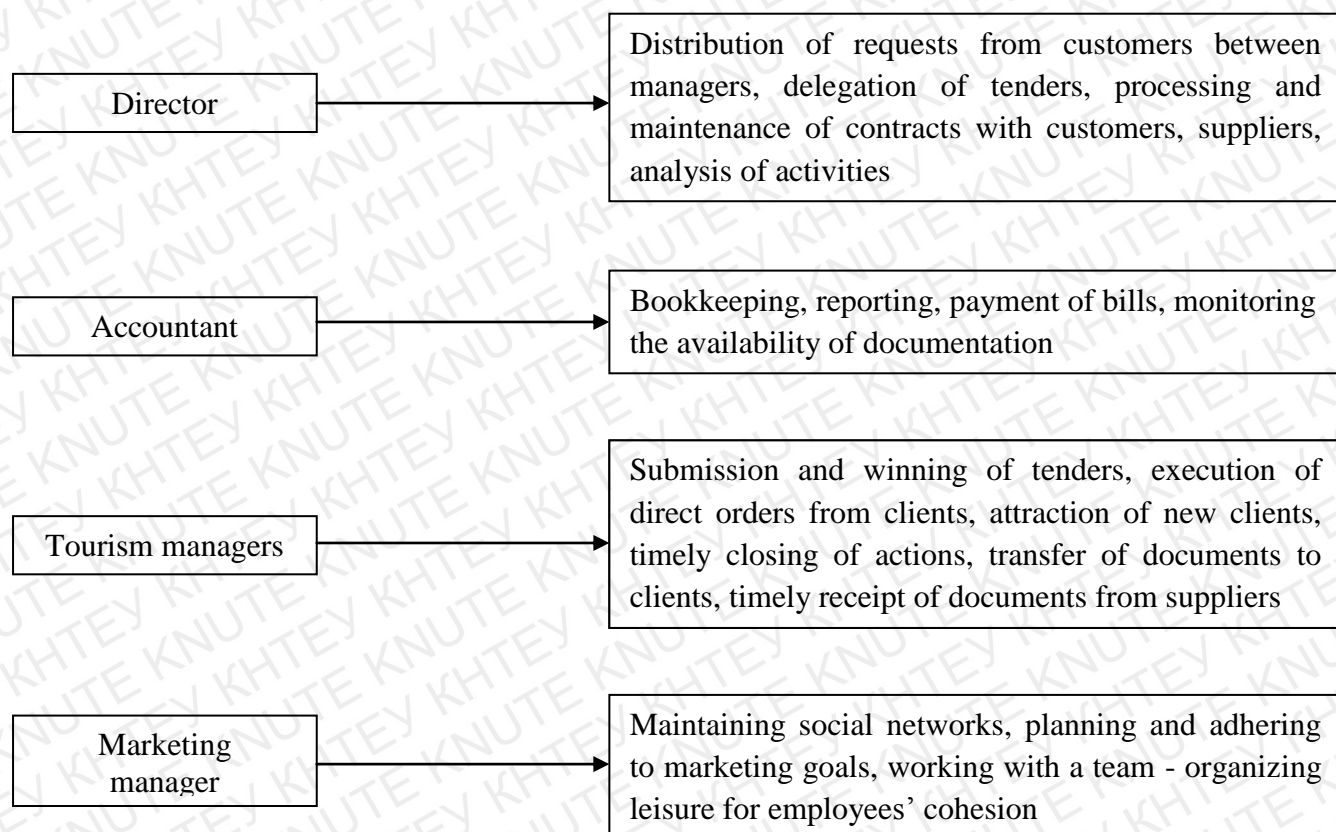 Director
Distribution of requests from customers between
managers, delegation of tenders, processing and
maintenance of contracts with customers, suppliers,
analysis of activities
Accountant
Bookkeeping, reporting, payment of bills, monitoring
the availability of documentation
Tourism managers
Submission and winning of tenders, execution of
direct orders from clients, attraction of new clients,
timely closing of actions, transfer of documents to
clients, timely receipt of documents from suppliers
Marketing
manager
Maintaining social networks, planning and adhering
to marketing goals, working with a team - organizing
leisure for employees’ cohesion